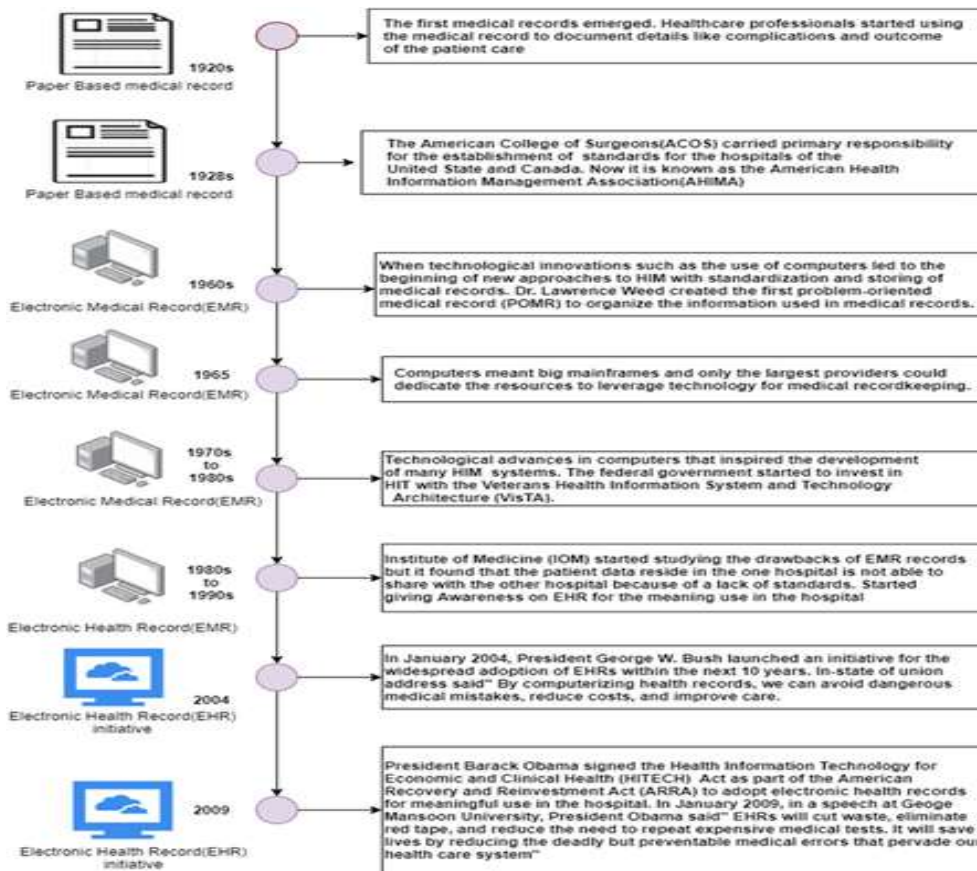 The first medical records emerged. Healthcare professionals started using
the medical record to document details like complications and outcome
of the patient care
1920s
Paper Based medical record
The American College of Surgeons(ACOS) carried primary responsibility
for the establishment of standards for the hospitals of the
United State and Canada. Now it is known as the American Health
Information Management Association(AHIMA)
1928s
Paper Based medical record
When technological innovations such as the use of computers led to the
beginning of new approaches to HIM with standardization and storing of
medical records. Dr. Lawrence Weed created the first problem-oriented
medical record (POMR) to organize the information used in medical records.
1960s
Electronic Medical Record(EMR)
Computers meant big mainframes and only the largest providers could
dedicate the resources to leverage technology for medical recordkeeping.
1965
Electronic Medical Record(EMR)
1970s
to
1980s
Electronic Medical Record(EMR)
Technological advances in computers that inspired the development
of many HIM systems. The federal government started to invest in
HIT with the Veterans Health Information System and Technology
Architecture (VisTA).
1980s
to
1990s
Electronic Health Record(EMR)
Institute of Medicine (IOM) started studying the drawbacks of EMR records
but it found that the patient data reside in the one hospital is not able to
share with the other hospital because of a lack of standards. Started
giving Awareness on EHR for the meaning use in the hospital
2004
Electronic Health Record(EHR)
initiative
In January 2004, President George W. Bush launched an initiative for the
widespread adoption of EHRs within the next 10 years. In-state of union
address said" By computerizing health records, we can avoid dangerous
medical mistakes, reduce costs, and improve care.
2009
Electronic Health Record(EHR)
initiative
President Barack Obama signed the Health Information Technology for
Economic and Clinical Health (HITECH) Act as part of the American
Recovery and Reinvestment Act (ARRA) to adopt electronic health records
for meaningful use in the hospital. In January 2009, in a speech at Geoge
Mansoon University, President Obama said" EHRs will cut waste, eliminate
red tape, and reduce the need to repeat expensive medical tests. It will save
lives by reducing the deadly but preventable medical errors that pervade ou
health care system"